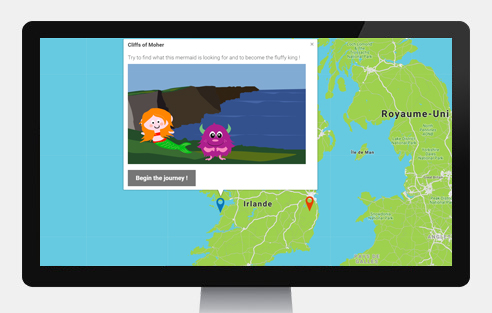 Cliffs of Moher
×
Try to find what this mermaid is looking for and to become the fluffy king !
Begin the journey !
Royaume-Uni
Île de Man
Irlande